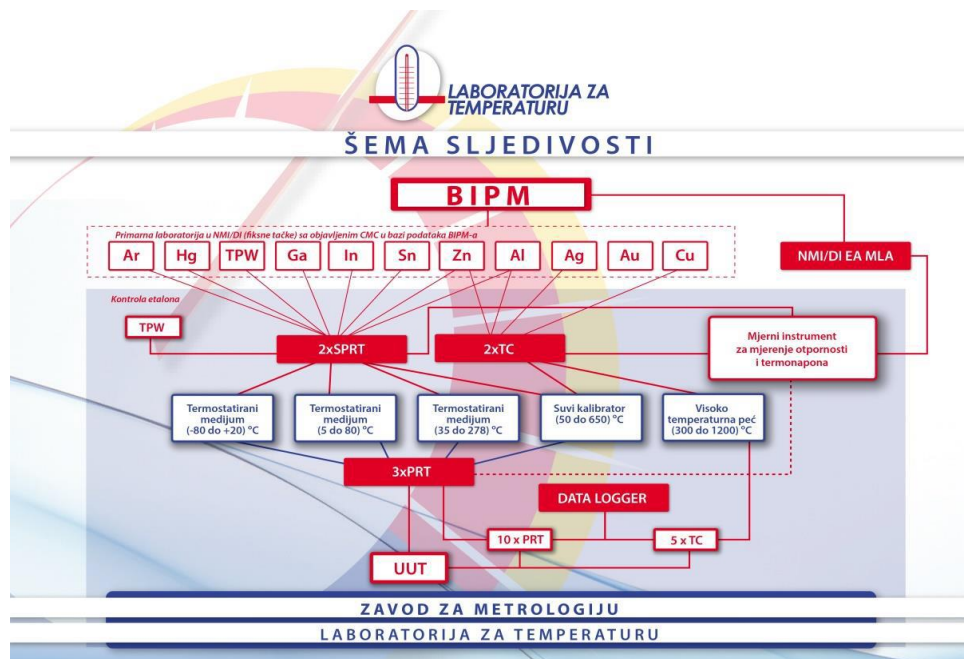 LABORATORIJA ZA
TEMPERATURU
ŠEMA SLJEDIVOSTI
BIPM
Primarna laboratorija u NMI/DI (fiksne tačke) sa objavljenim CMC u bazi podataka BIPM-a
Ar Hg TPW Ga In Sn Zn Al Ag Au Cu
NMI/DI EA MLA
Kontrola etalona
TPW
2xSPRT
2xTC
Mjerni instrument
za mjerenje otpornosti
i termonapona
Termostatirani
medijum
(-80 do +20) °C
Termostatirani
medijum
(5 do 80) °C
Termostatirani
medijum
(35 do 278) °C
Suvi kalibrator
(50 do 650) °C
Visoko
temperaturna peć
(300 do 1200) °C
3xPRT
DATA LOGGER
10 x PRT
5 x TC
UUT
ZAVOD ZA METROLOGIJU
LABORATORIJA ZA TEMPERATURU